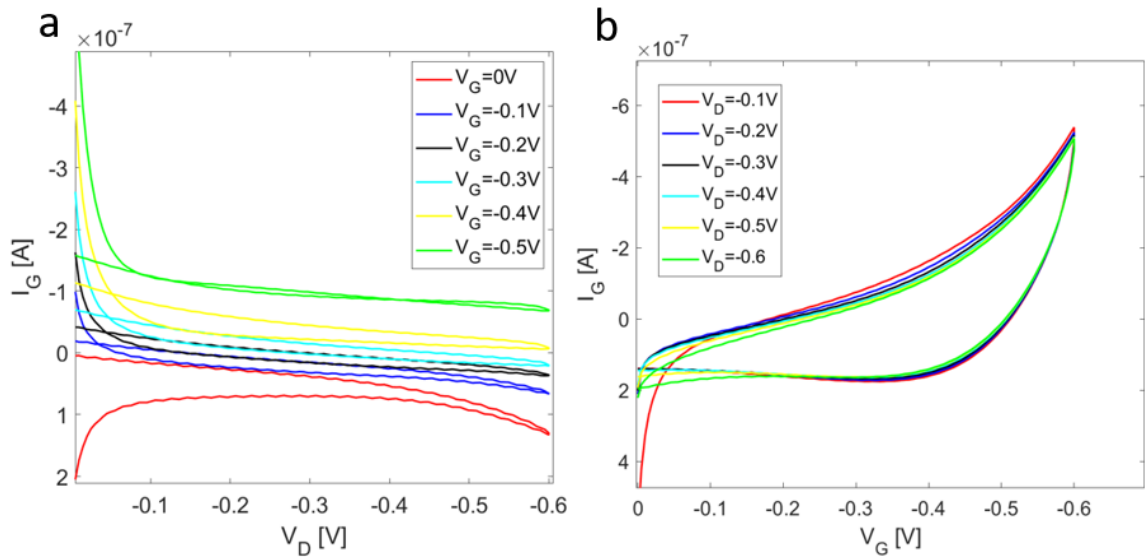 a
×10⁻⁷
-4
-3
-2
-1
0
1
2
I_G [A]
-0.1
-0.2
-0.3
-0.4
-0.5
-0.6
V_D [V]
V_G=0V
V_G=-0.1V
V_G=-0.2V
V_G=-0.3V
V_G=-0.4V
V_G=-0.5V
b
×10⁻⁷
-6
-4
-2
0
2
4
I_G [A]
0
-0.1
-0.2
-0.3
-0.4
-0.5
-0.6
V_G [V]
V_D=-0.1V
V_D=-0.2V
V_D=-0.3V
V_D=-0.4V
V_D=-0.5V
V_D=-0.6